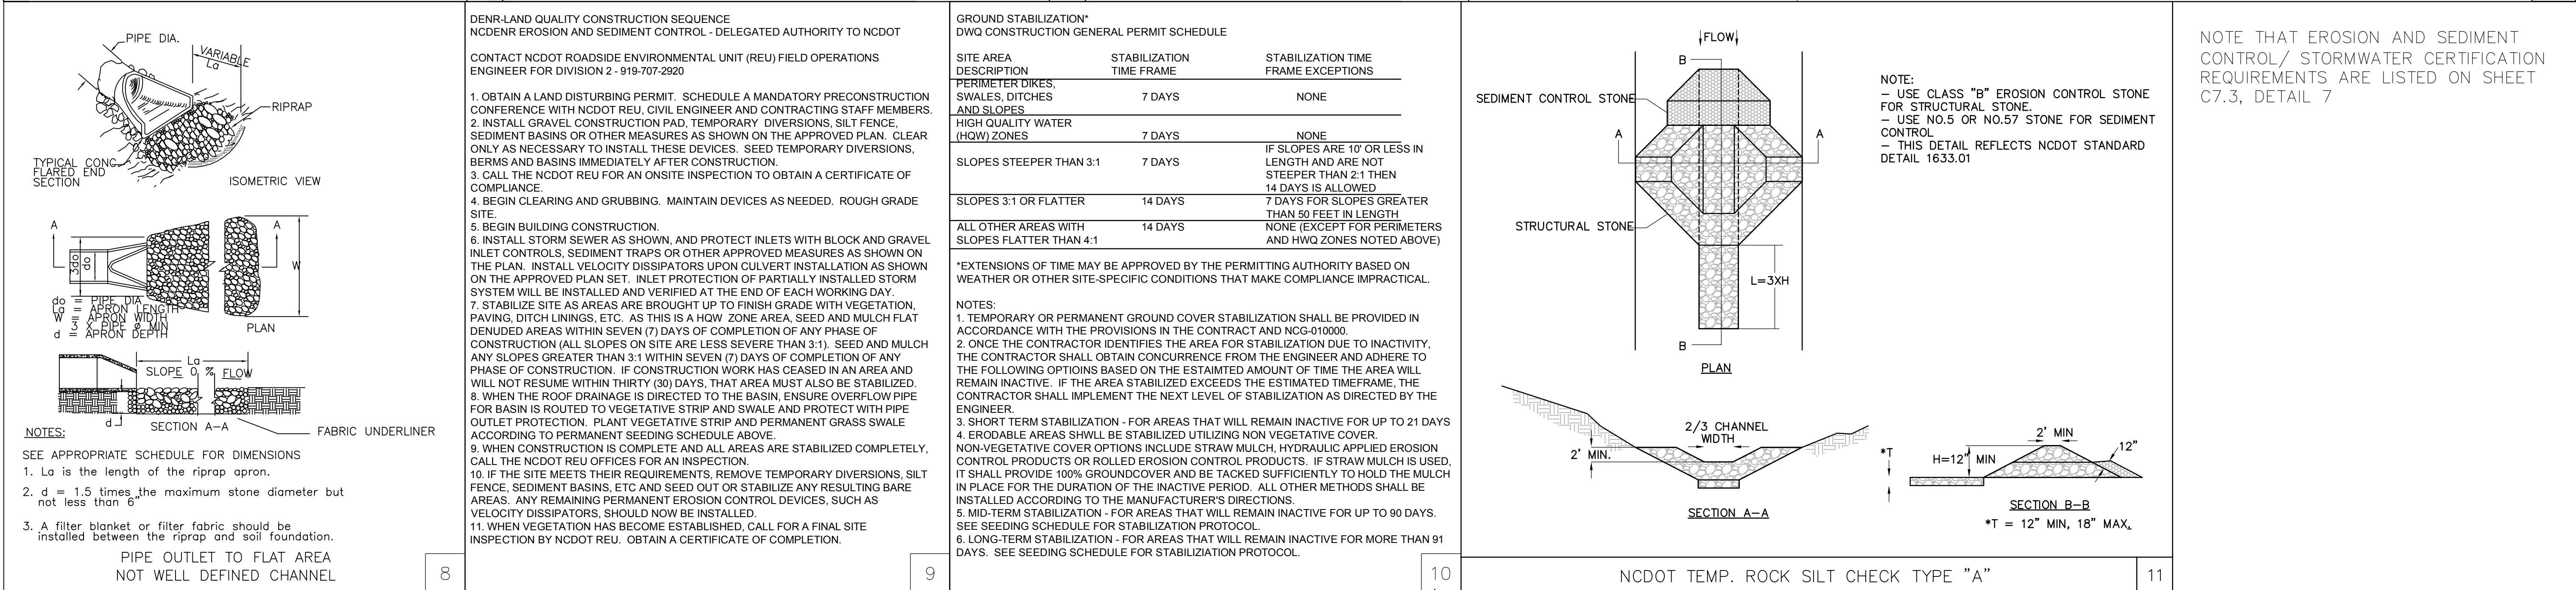 PIPE DIA.
VARIABLE
La
RIPRAP
TYPICAL CONC
FLARED END
SECTION
ISOMETRIC VIEW
A
A
3do
do
W
do = PIPE DIA.
La = APRON LENGTH
W = APRON WIDTH
3 X PIPE ø MIN
d = APRON DEPTH
PLAN
La
SLOPE 0 % FLOW
d
SECTION A-A
FABRIC UNDERLINER
NOTES:
SEE APPROPRIATE SCHEDULE FOR DIMENSIONS
1. La is the length of the riprap apron.
2. d = 1.5 times the maximum stone diameter but
not less than 6"
3. A filter blanket or filter fabric should be
installed between the riprap and soil foundation.
PIPE OUTLET TO FLAT AREA
NOT WELL DEFINED CHANNEL
8
DENR-LAND QUALITY CONSTRUCTION SEQUENCE
NCDENR EROSION AND SEDIMENT CONTROL - DELEGATED AUTHORITY TO NCDOT
CONTACT NCDOT ROADSIDE ENVIRONMENTAL UNIT (REU) FIELD OPERATIONS
ENGINEER FOR DIVISION 2 - 919-707-2920
1. OBTAIN A LAND DISTURBING PERMIT. SCHEDULE A MANDATORY PRECONSTRUCTION
CONFERENCE WITH NCDOT REU, CIVIL ENGINEER AND CONTRACTING STAFF MEMBERS.
2. INSTALL GRAVEL CONSTRUCTION PAD, TEMPORARY DIVERSIONS, SILT FENCE,
SEDIMENT BASINS OR OTHER MEASURES AS SHOWN ON THE APPROVED PLAN. CLEAR
ONLY AS NECESSARY TO INSTALL THESE DEVICES. SEED TEMPORARY DIVERSIONS,
BERMS AND BASINS IMMEDIATELY AFTER CONSTRUCTION.
3. CALL THE NCDOT REU FOR AN ONSITE INSPECTION TO OBTAIN A CERTIFICATE OF
COMPLIANCE.
4. BEGIN CLEARING AND GRUBBING. MAINTAIN DEVICES AS NEEDED. ROUGH GRADE
SITE.
5. BEGIN BUILDING CONSTRUCTION.
6. INSTALL STORM SEWER AS SHOWN, AND PROTECT INLETS WITH BLOCK AND GRAVEL
INLET CONTROLS, SEDIMENT TRAPS OR OTHER APPROVED MEASURES AS SHOWN ON
THE PLAN. INSTALL VELOCITY DISSIPATORS UPON CULVERT INSTALLATION AS SHOWN
ON THE APPROVED PLAN SET. INLET PROTECTION OF PARTIALLY INSTALLED STORM
SYSTEM WILL BE INSTALLED AND VERIFIED AT THE END OF EACH WORKING DAY.
7. STABILIZE SITE AS AREAS ARE BROUGHT UP TO FINISH GRADE WITH VEGETATION,
PAVING, DITCH LININGS, ETC. AS THIS IS A HQW ZONE AREA, SEED AND MULCH FLAT
DENUDED AREAS WITHIN SEVEN (7) DAYS OF COMPLETION OF ANY PHASE OF
CONSTRUCTION (ALL SLOPES ON SITE ARE LESS SEVERE THAN 3:1). SEED AND MULCH
ANY SLOPES GREATER THAN 3:1 WITHIN SEVEN (7) DAYS OF COMPLETION OF ANY
PHASE OF CONSTRUCTION. IF CONSTRUCTION WORK HAS CEASED IN AN AREA AND
WILL NOT RESUME WITHIN THIRTY (30) DAYS, THAT AREA MUST ALSO BE STABILIZED.
8. WHEN THE ROOF DRAINAGE IS DIRECTED TO THE BASIN, ENSURE OVERFLOW PIPE
FOR BASIN IS ROUTED TO VEGETATIVE STRIP AND SWALE AND PROTECT WITH PIPE
OUTLET PROTECTION. PLANT VEGETATIVE STRIP AND PERMANENT GRASS SWALE
ACCORDING TO PERMANENT SEEDING SCHEDULE ABOVE.
9. WHEN CONSTRUCTION IS COMPLETE AND ALL AREAS ARE STABILIZED COMPLETELY,
CALL THE NCDOT REU OFFICES FOR AN INSPECTION.
10. IF THE SITE MEETS THEIR REQUIREMENTS, REMOVE TEMPORARY DIVERSIONS, SILT
FENCE, SEDIMENT BASINS, ETC AND SEED OUT OR STABILIZE ANY RESULTING BARE
AREAS. ANY REMAINING PERMANENT EROSION CONTROL DEVICES, SUCH AS
VELOCITY DISSIPATORS, SHOULD NOW BE INSTALLED.
11. WHEN VEGETATION HAS BECOME ESTABLISHED, CALL FOR A FINAL SITE
INSPECTION BY NCDOT REU. OBTAIN A CERTIFICATE OF COMPLETION.
9
GROUND STABILIZATION*
DWQ CONSTRUCTION GENERAL PERMIT SCHEDULE
SITE AREA STABILIZATION STABILIZATION TIME
DESCRIPTION TIME FRAME FRAME EXCEPTIONS
PERIMETER DIKES,
SWALES, DITCHES 7 DAYS NONE
AND SLOPES
HIGH QUALITY WATER
(HQW) ZONES 7 DAYS NONE
IF SLOPES ARE 10' OR LESS IN
SLOPES STEEPER THAN 3:1 7 DAYS LENGTH AND ARE NOT
STEEPER THAN 2:1 THEN
14 DAYS IS ALLOWED
SLOPES 3:1 OR FLATTER 14 DAYS 7 DAYS FOR SLOPES GREATER
THAN 50 FEET IN LENGTH
ALL OTHER AREAS WITH 14 DAYS NONE (EXCEPT FOR PERIMETERS
SLOPES FLATTER THAN 4:1 AND HWQ ZONES NOTED ABOVE)
*EXTENSIONS OF TIME MAY BE APPROVED BY THE PERMITTING AUTHORITY BASED ON
WEATHER OR OTHER SITE-SPECIFIC CONDITIONS THAT MAKE COMPLIANCE IMPRACTICAL.
NOTES:
1. TEMPORARY OR PERMANENT GROUND COVER STABILIZATION SHALL BE PROVIDED IN
ACCORDANCE WITH THE PROVISIONS IN THE CONTRACT AND NCG-010000.
2. ONCE THE CONTRACTOR IDENTIFIES THE AREA FOR STABILIZATION DUE TO INACTIVITY,
THE CONTRACTOR SHALL OBTAIN CONCURRENCE FROM THE ENGINEER AND ADHERE TO
THE FOLLOWING OPTIOINS BASED ON THE ESTAIMTED AMOUNT OF TIME THE AREA WILL
REMAIN INACTIVE. IF THE AREA STABILIZED EXCEEDS THE ESTIMATED TIMEFRAME, THE
CONTRACTOR SHALL IMPLEMENT THE NEXT LEVEL OF STABILIZATION AS DIRECTED BY THE
ENGINEER.
3. SHORT TERM STABILIZATION - FOR AREAS THAT WILL REMAIN INACTIVE FOR UP TO 21 DAYS
4. ERODABLE AREAS SHWLL BE STABILIZED UTILIZING NON VEGETATIVE COVER.
NON-VEGETATIVE COVER OPTIONS INCLUDE STRAW MULCH, HYDRAULIC APPLIED EROSION
CONTROL PRODUCTS OR ROLLED EROSION CONTROL PRODUCTS. IF STRAW MULCH IS USED,
IT SHALL PROVIDE 100% GROUNDCOVER AND BE TACKED SUFFICIENTLY TO HOLD THE MULCH
IN PLACE FOR THE DURATION OF THE INACTIVE PERIOD. ALL OTHER METHODS SHALL BE
INSTALLED ACCORDING TO THE MANUFACTURER'S DIRECTIONS.
5. MID-TERM STABILIZATION - FOR AREAS THAT WILL REMAIN INACTIVE FOR UP TO 90 DAYS.
SEE SEEDING SCHEDULE FOR STABILIZATION PROTOCOL.
6. LONG-TERM STABILIZATION - FOR AREAS THAT WILL REMAIN INACTIVE FOR MORE THAN 91
DAYS. SEE SEEDING SCHEDULE FOR STABILIZIATION PROTOCOL.
10
FLOW
B
SEDIMENT CONTROL STONE
A
A
STRUCTURAL STONE
L=3XH
B
PLAN
NOTE:
– USE CLASS "B" EROSION CONTROL STONE
FOR STRUCTURAL STONE.
– USE NO.5 OR NO.57 STONE FOR SEDIMENT
CONTROL
– THIS DETAIL REFLECTS NCDOT STANDARD
DETAIL 1633.01
2/3 CHANNEL
WIDTH
2' MIN.
SECTION A-A
*T
2' MIN
12"
H=12" MIN
SECTION B-B
*T = 12" MIN, 18" MAX.
NCDOT TEMP. ROCK SILT CHECK TYPE "A"
11
NOTE THAT EROSION AND SEDIMENT
CONTROL/ STORMWATER CERTIFICATION
REQUIREMENTS ARE LISTED ON SHEET
C7.3, DETAIL 7